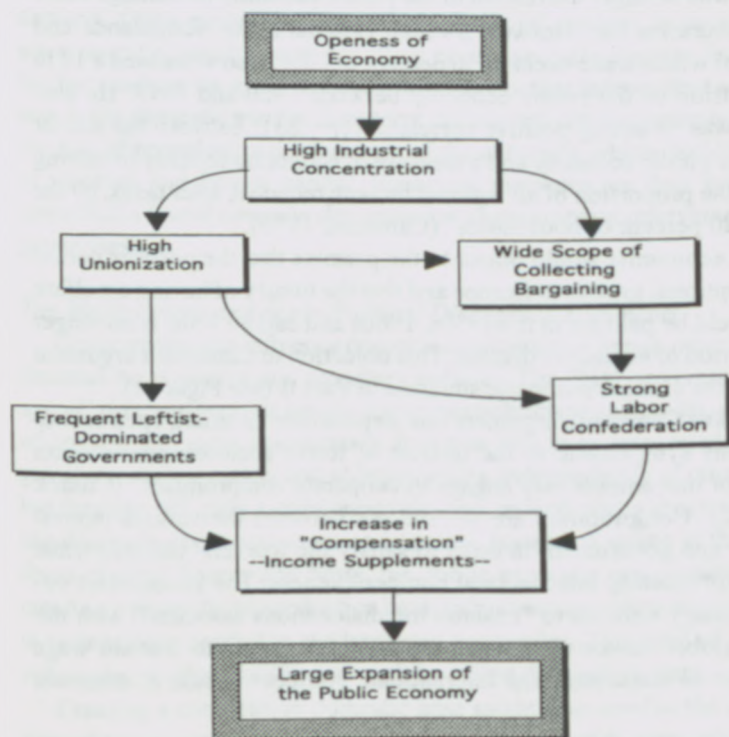 Openess of
Economy
High Industrial
Concentration
High
Unionization
Wide Scope of
Collecting
Bargaining
Frequent Leftist-
Dominated
Governments
Strong
Labor
Confederation
Increase in
"Compensation"
--Income Supplements--
Large Expansion of
the Public Economy